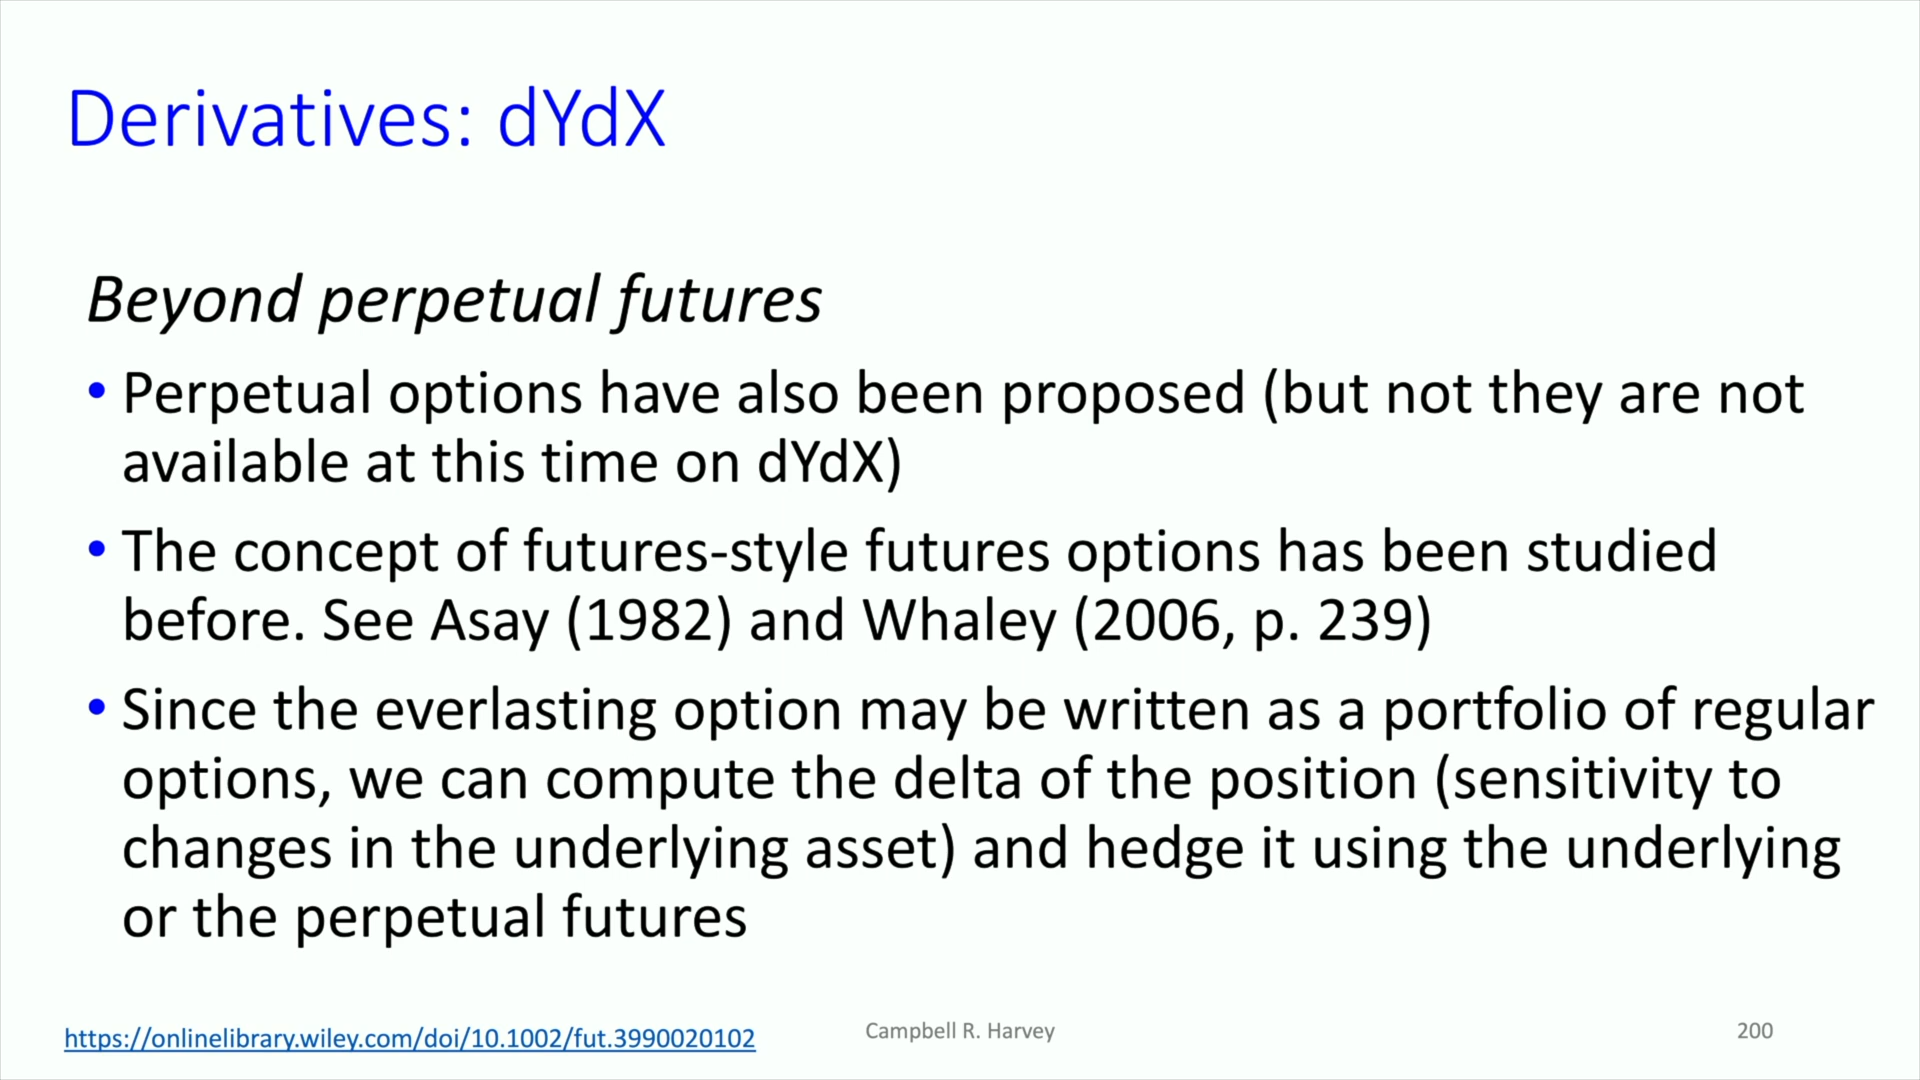 Derivatives: dYdX
Beyond perpetual futures
• Perpetual options have also been proposed (but not they are not
available at this time on dYdX)
• The concept of futures-style futures options has been studied
before. See Asay (1982) and Whaley (2006, p. 239)
• Since the everlasting option may be written as a portfolio of regular
options, we can compute the delta of the position (sensitivity to
changes in the underlying asset) and hedge it using the underlying
or the perpetual futures
https://onlinelibrary.wiley.com/doi/10.1002/fut.3990020102
Campbell R. Harvey
200